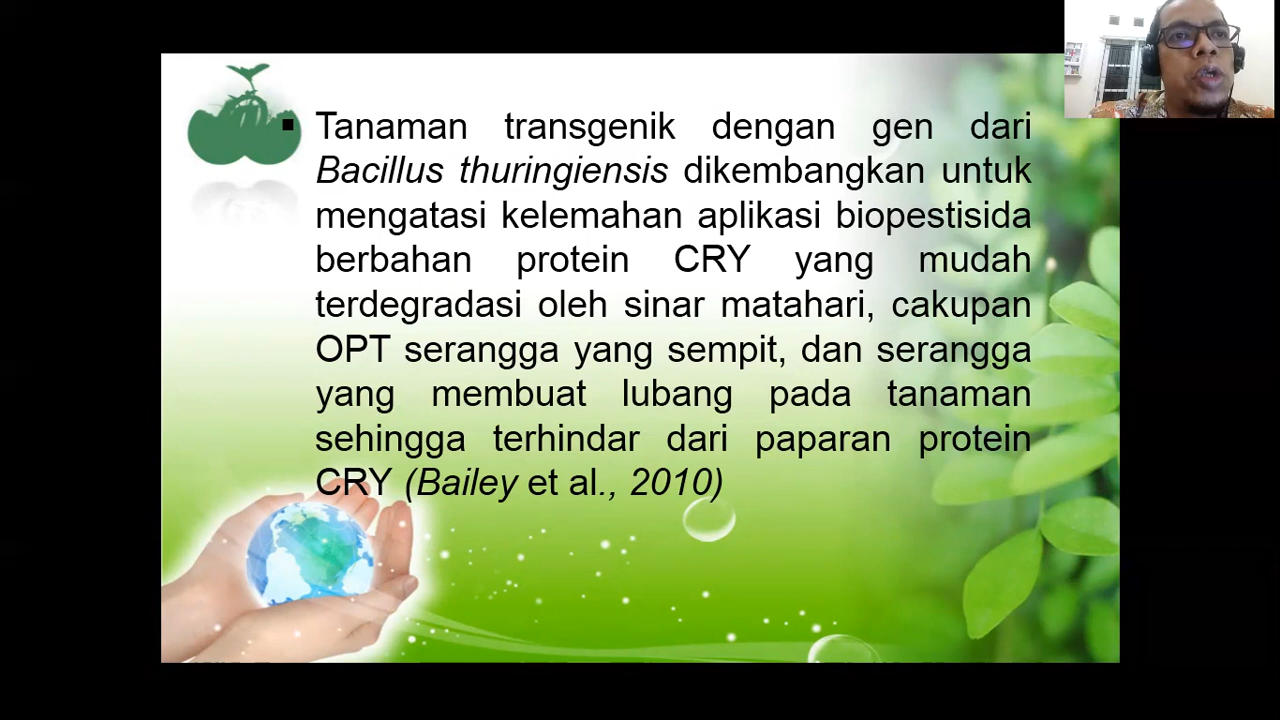 ▪ Tanaman transgenik dengan gen dari
Bacillus thuringiensis dikembangkan untuk
mengatasi kelemahan aplikasi biopestisida
berbahan protein CRY yang mudah
terdegradasi oleh sinar matahari, cakupan
OPT serangga yang sempit, dan serangga
yang membuat lubang pada tanaman
sehingga terhindar dari paparan protein
CRY (Bailey et al., 2010)